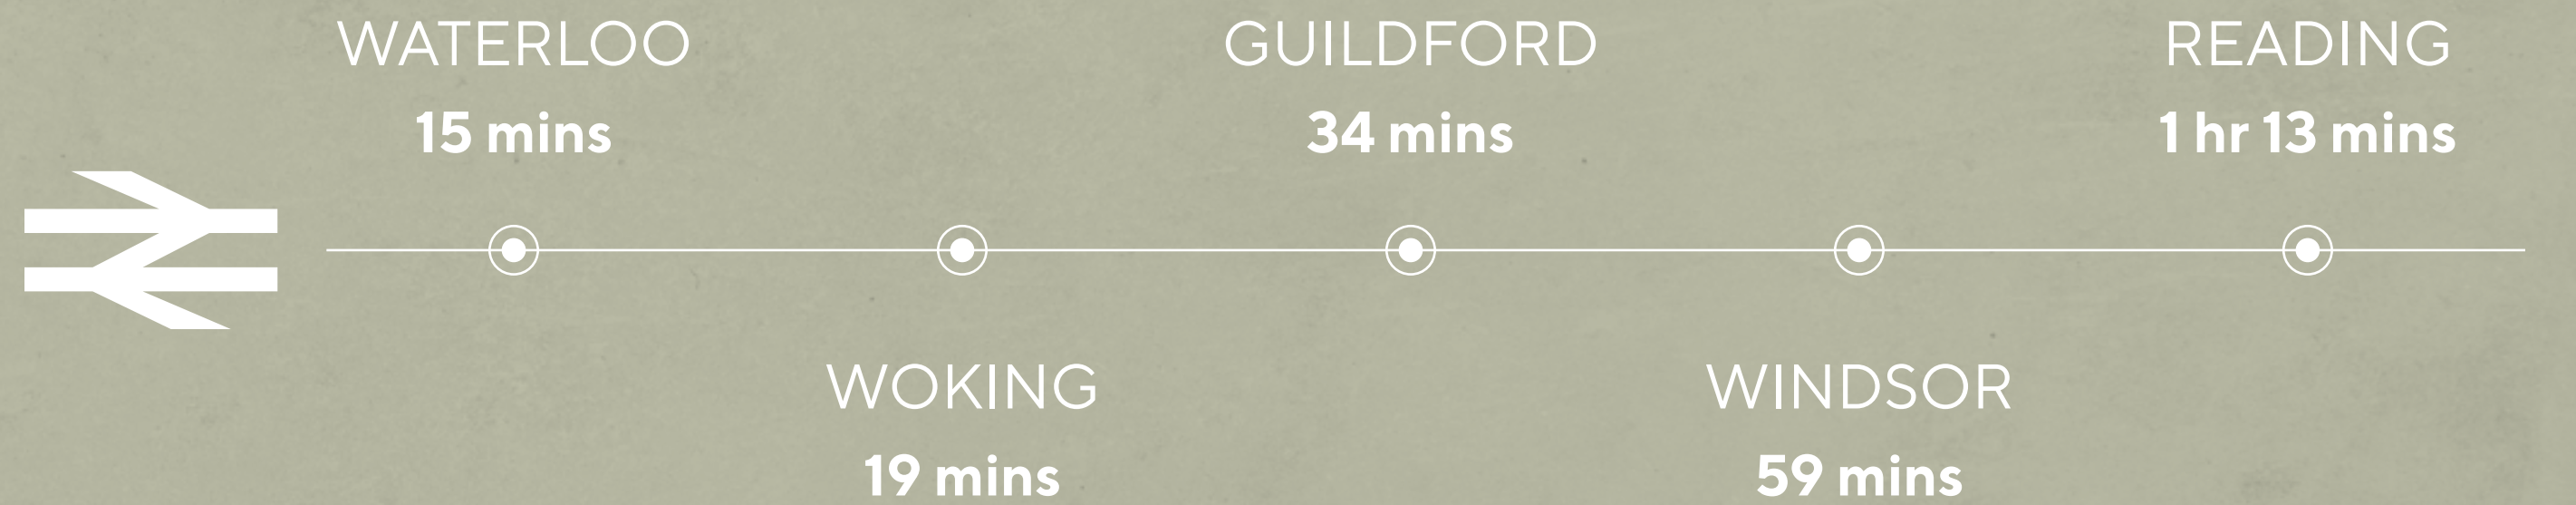 WATERLOO
15 mins
WOKING
19 mins
GUILDFORD
34 mins
WINDSOR
59 mins
READING
1 hr 13 mins